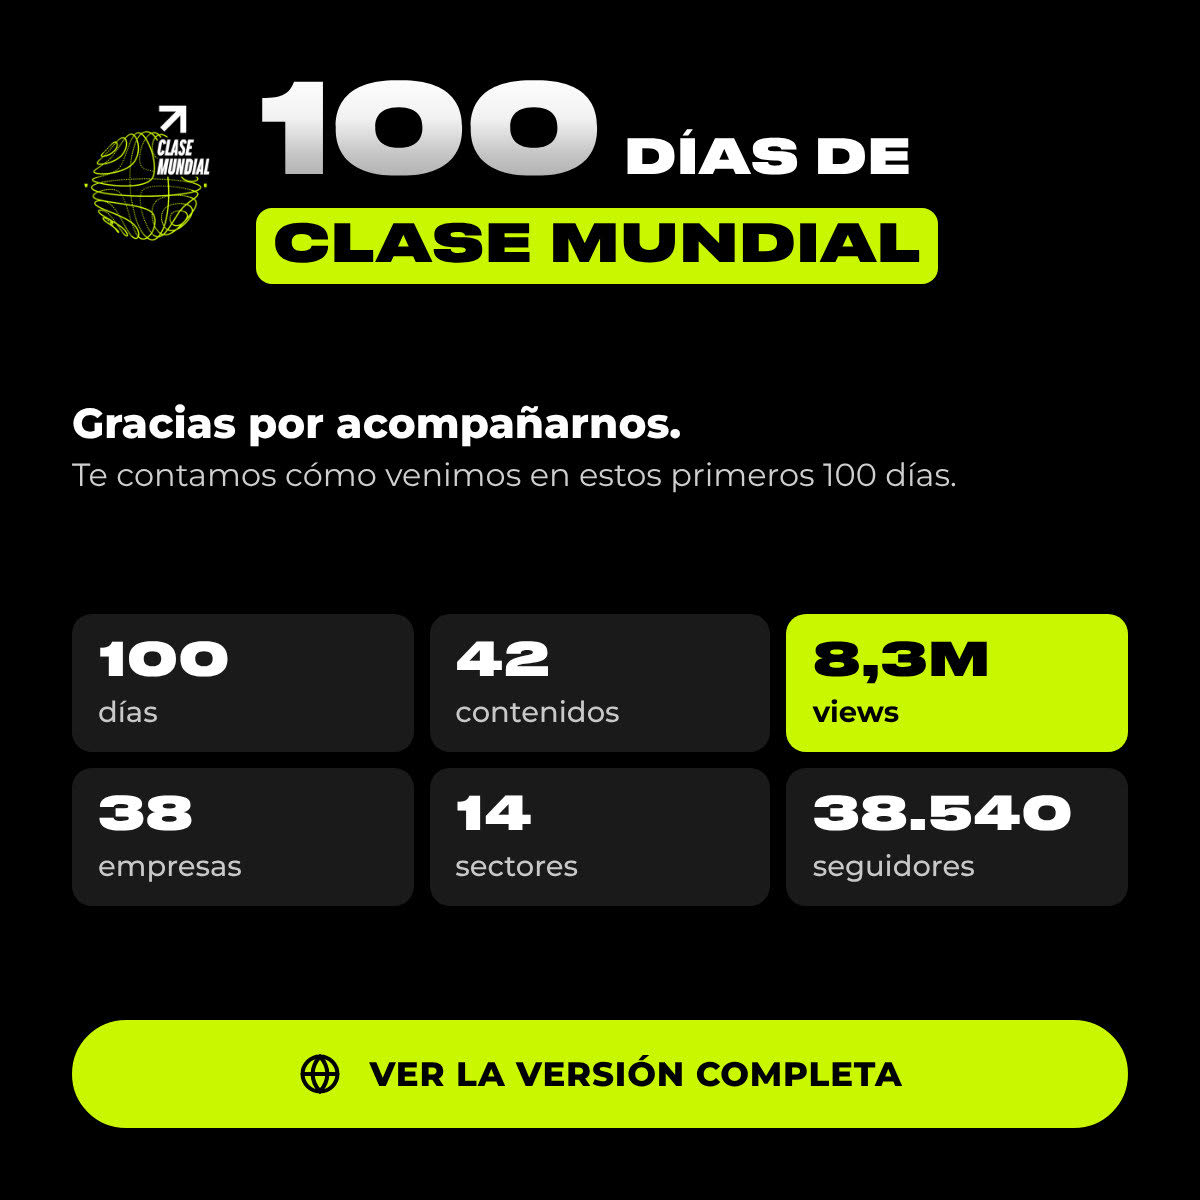 CLASE
MUNDIAL
100 DÍAS DE
CLASE MUNDIAL
Gracias por acompañarnos.
Te contamos cómo venimos en estos primeros 100 días.
100
días
42
contenidos
8,3M
views
38
empresas
14
sectores
38.540
seguidores
VER LA VERSIÓN COMPLETA